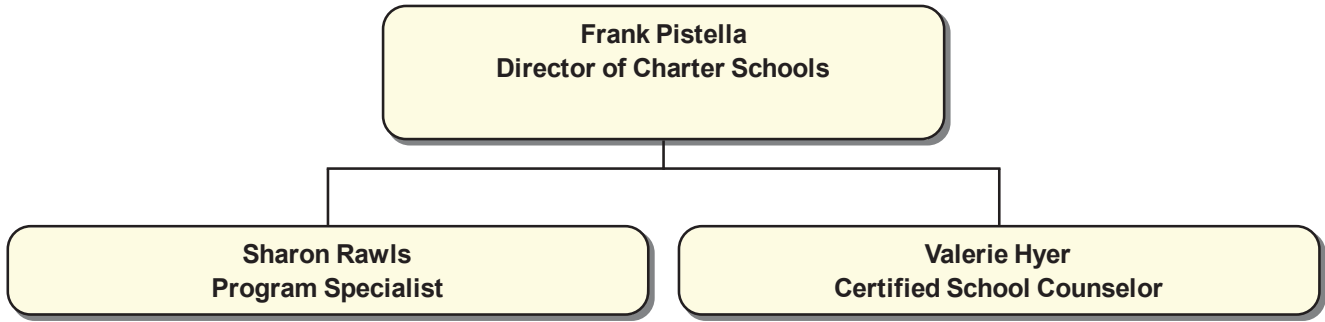 Frank Pistella
Director of Charter Schools
Sharon Rawls
Program Specialist
Valerie Hyer
Certified School Counselor